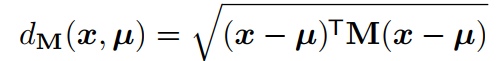 d_M(x, μ) = √((x − μ)ᵀM(x − μ))